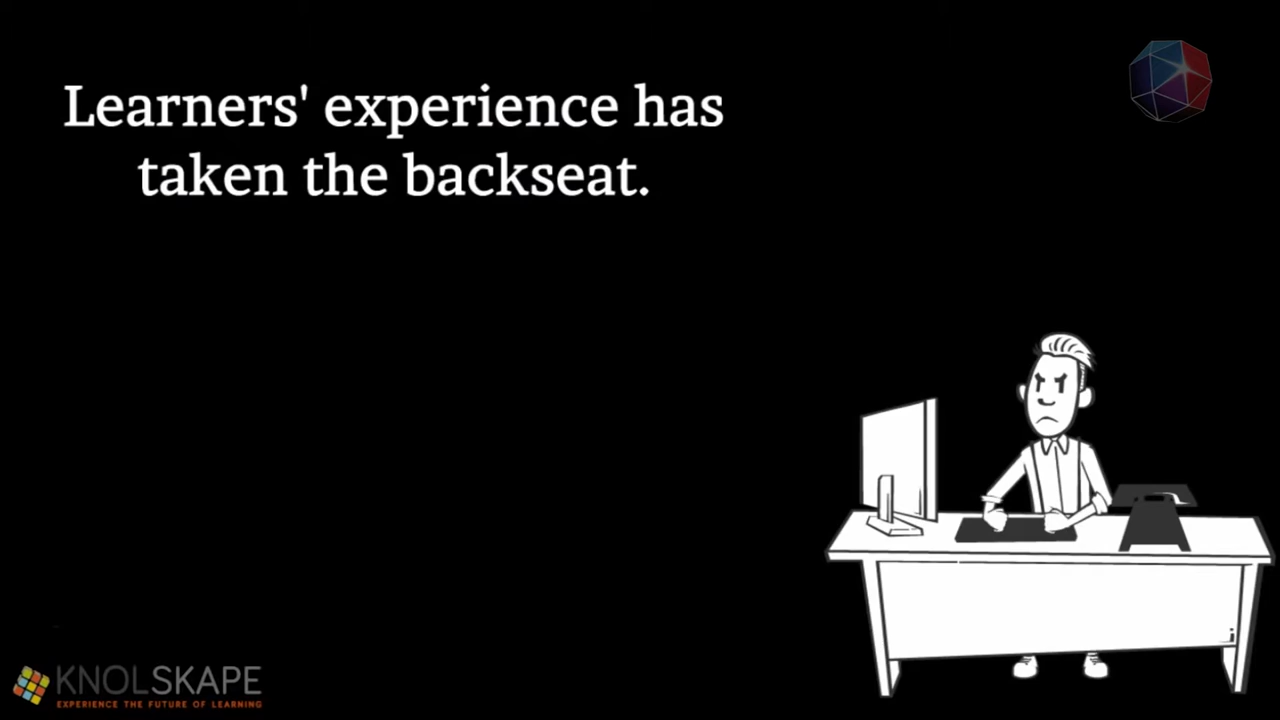 Learners' experience has
taken the backseat.
KNOLSKAPE
EXPERIENCE THE FUTURE OF LEARNING